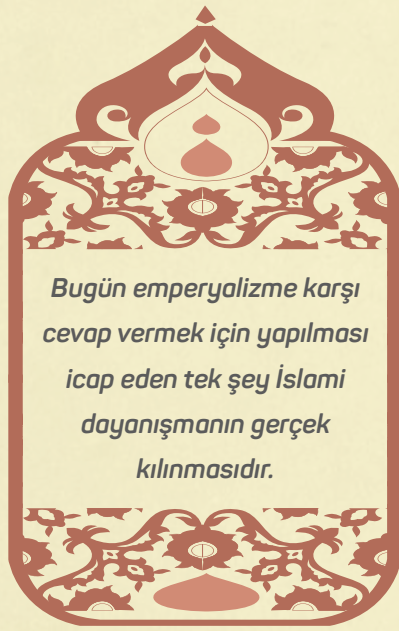 Bugün emperyalizme karşı
cevap vermek için yapılması
icap eden tek şey İslami
dayanışmanın gerçek
kılınmasıdır.